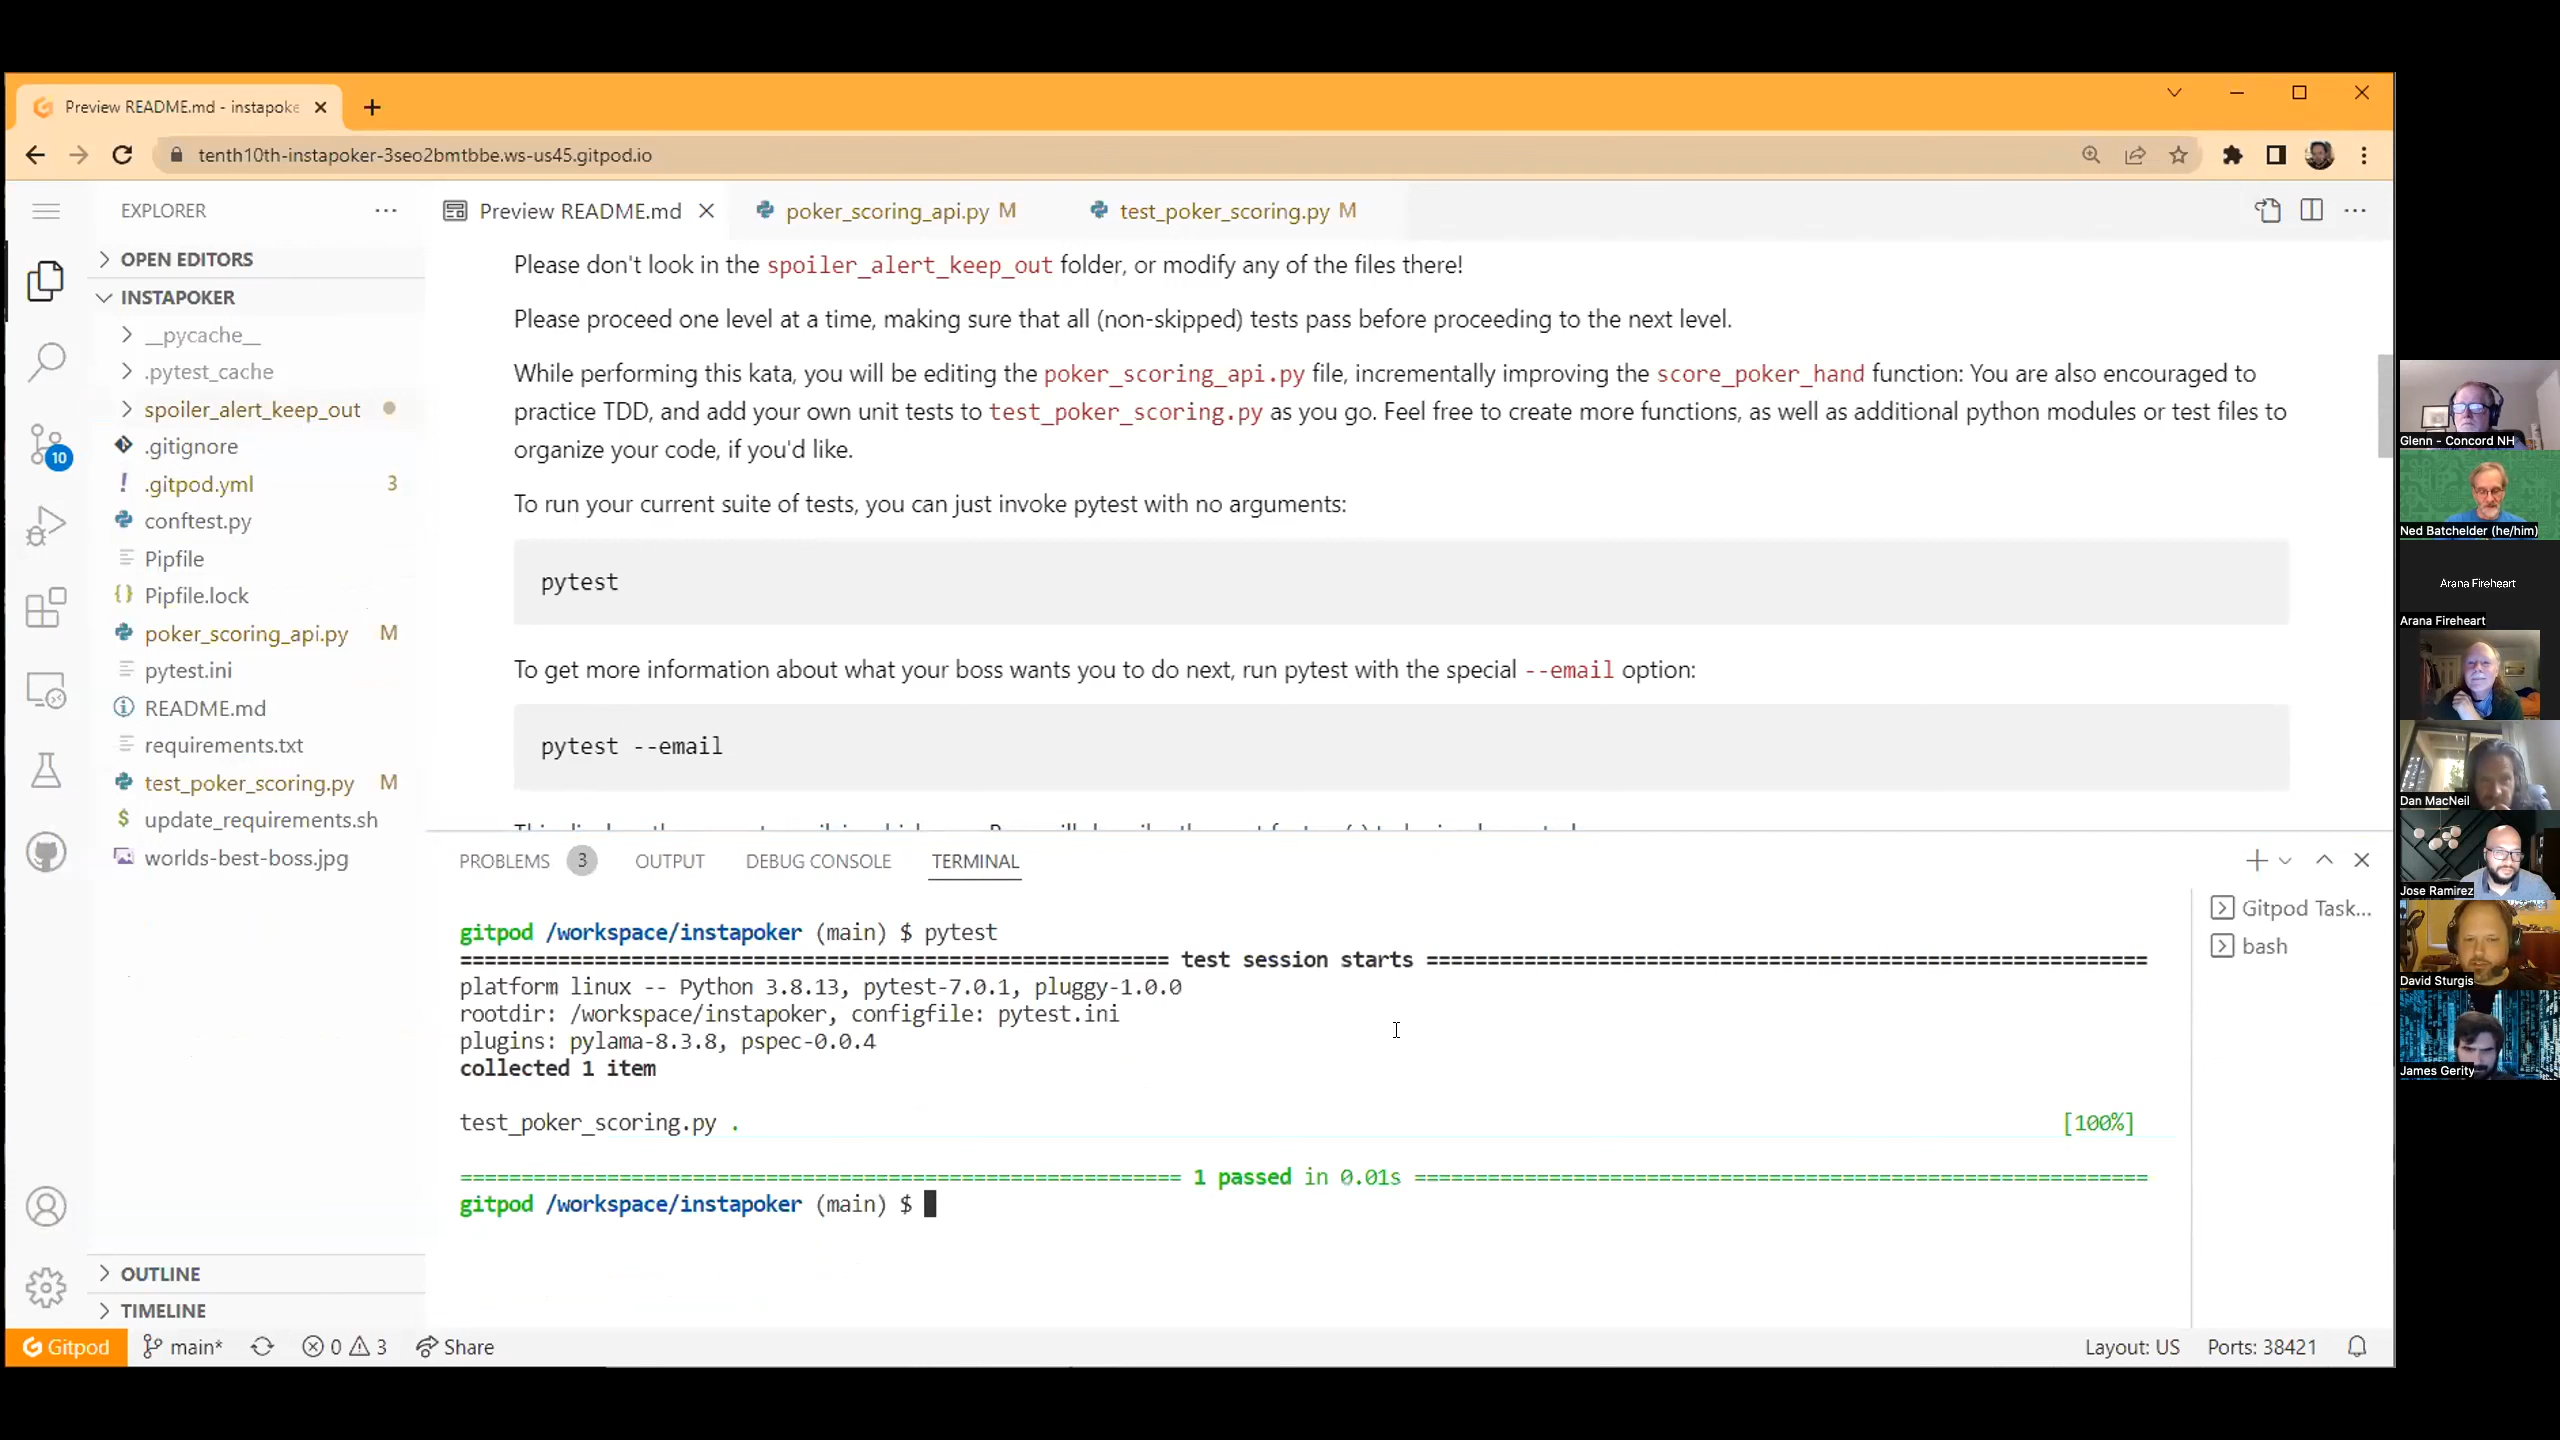 Preview README.md - instapoke
tenth10th-instapoker-3seo2bmtbbe.ws-us45.gitpod.io
EXPLORER
Preview README.md
poker_scoring_api.py M
test_poker_scoring.py M
OPEN EDITORS
INSTAPOKER
__pycache__
.pytest_cache
spoiler_alert_keep_out
.gitignore
.gitpod.yml 3
conftest.py
Pipfile
Pipfile.lock
poker_scoring_api.py M
pytest.ini
README.md
requirements.txt
test_poker_scoring.py M
update_requirements.sh
worlds-best-boss.jpg
10
OUTLINE
TIMELINE
Please don't look in the spoiler_alert_keep_out folder, or modify any of the files there!
Please proceed one level at a time, making sure that all (non-skipped) tests pass before proceeding to the next level.
While performing this kata, you will be editing the poker_scoring_api.py file, incrementally improving the score_poker_hand function: You are also encouraged to
practice TDD, and add your own unit tests to test_poker_scoring.py as you go. Feel free to create more functions, as well as additional python modules or test files to
organize your code, if you'd like.
To run your current suite of tests, you can just invoke pytest with no arguments:
pytest
To get more information about what your boss wants you to do next, run pytest with the special --email option:
pytest --email
PROBLEMS 3 OUTPUT DEBUG CONSOLE TERMINAL
gitpod /workspace/instapoker (main) $ pytest
========================================================== test session starts ===========================================================
platform linux -- Python 3.8.13, pytest-7.0.1, pluggy-1.0.0
rootdir: /workspace/instapoker, configfile: pytest.ini
plugins: pylama-8.3.8, pspec-0.0.4
collected 1 item
test_poker_scoring.py . [100%]
=========================================================== 1 passed in 0.01s ============================================================
gitpod /workspace/instapoker (main) $
Gitpod Task...
bash
Gitpod main* 0 3 Share
Layout: US Ports: 38421
Glenn - Concord NH
Ned Batchelder (he/him)
Arana Fireheart
Arana Fireheart
Dan MacNeil
Jose Ramirez
David Sturgis
James Gerity